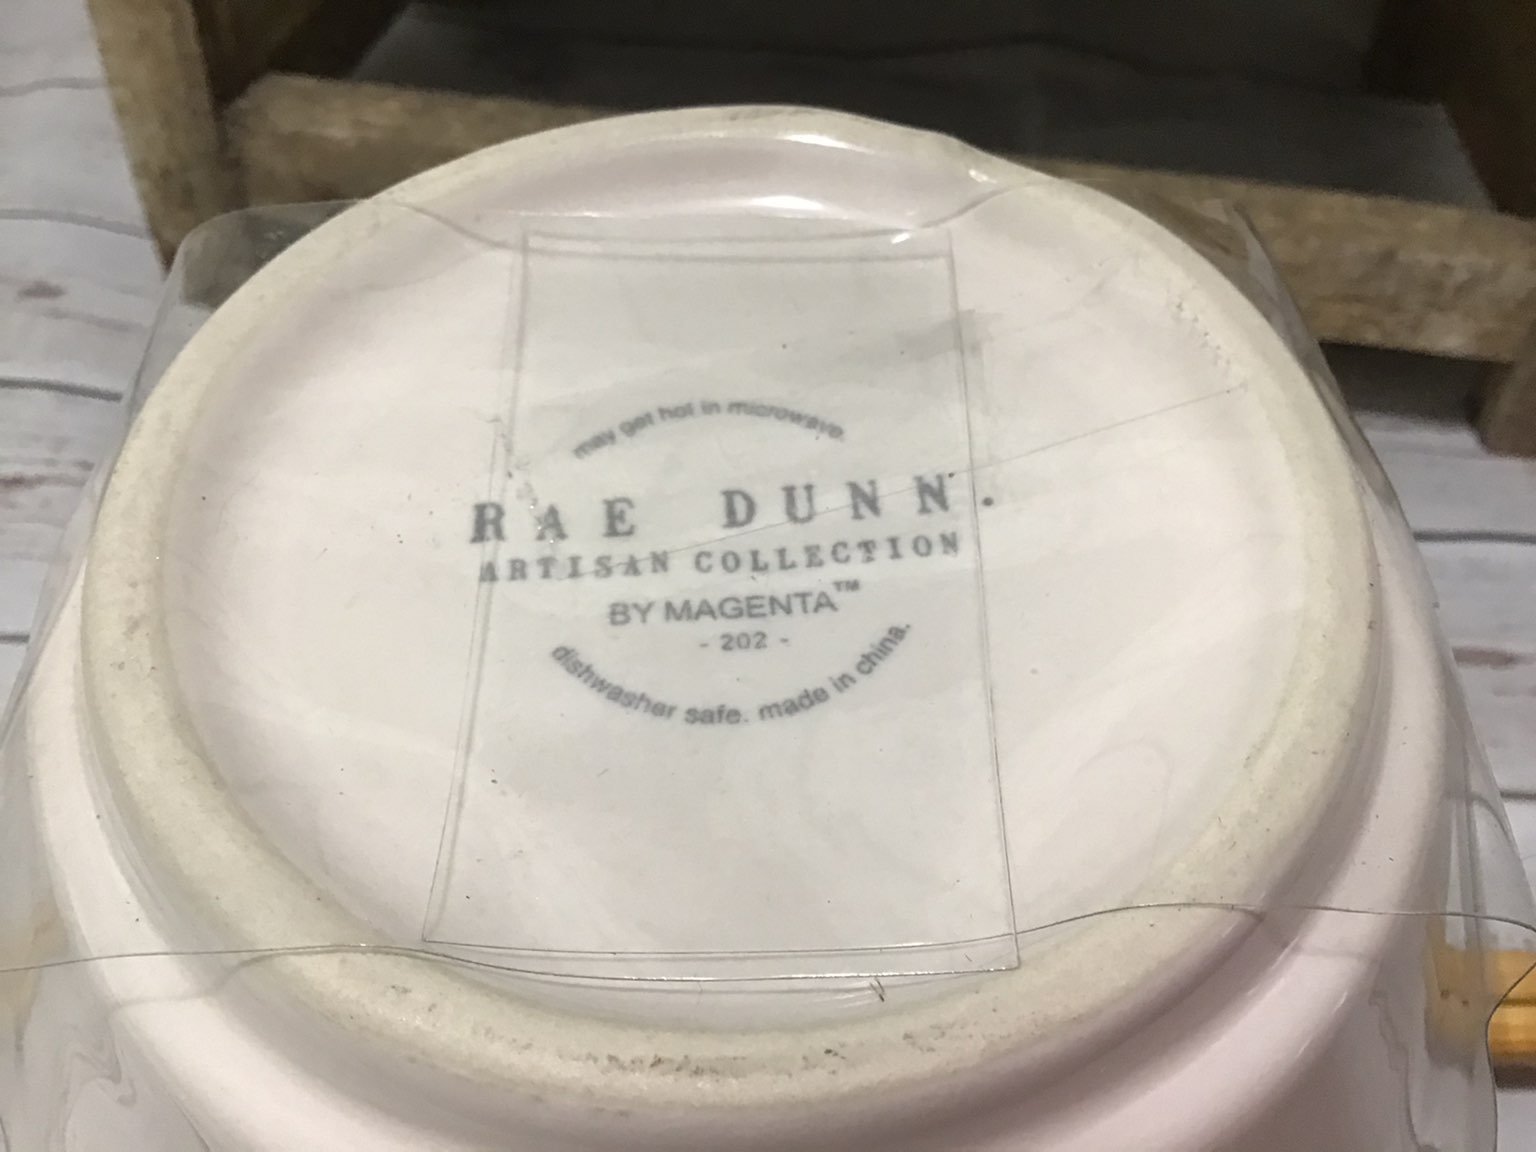 may get hot in microwave.
RAE DUNN.
ARTISAN COLLECTION
BY MAGENTA™
- 202 -
dishwasher safe. made in china.